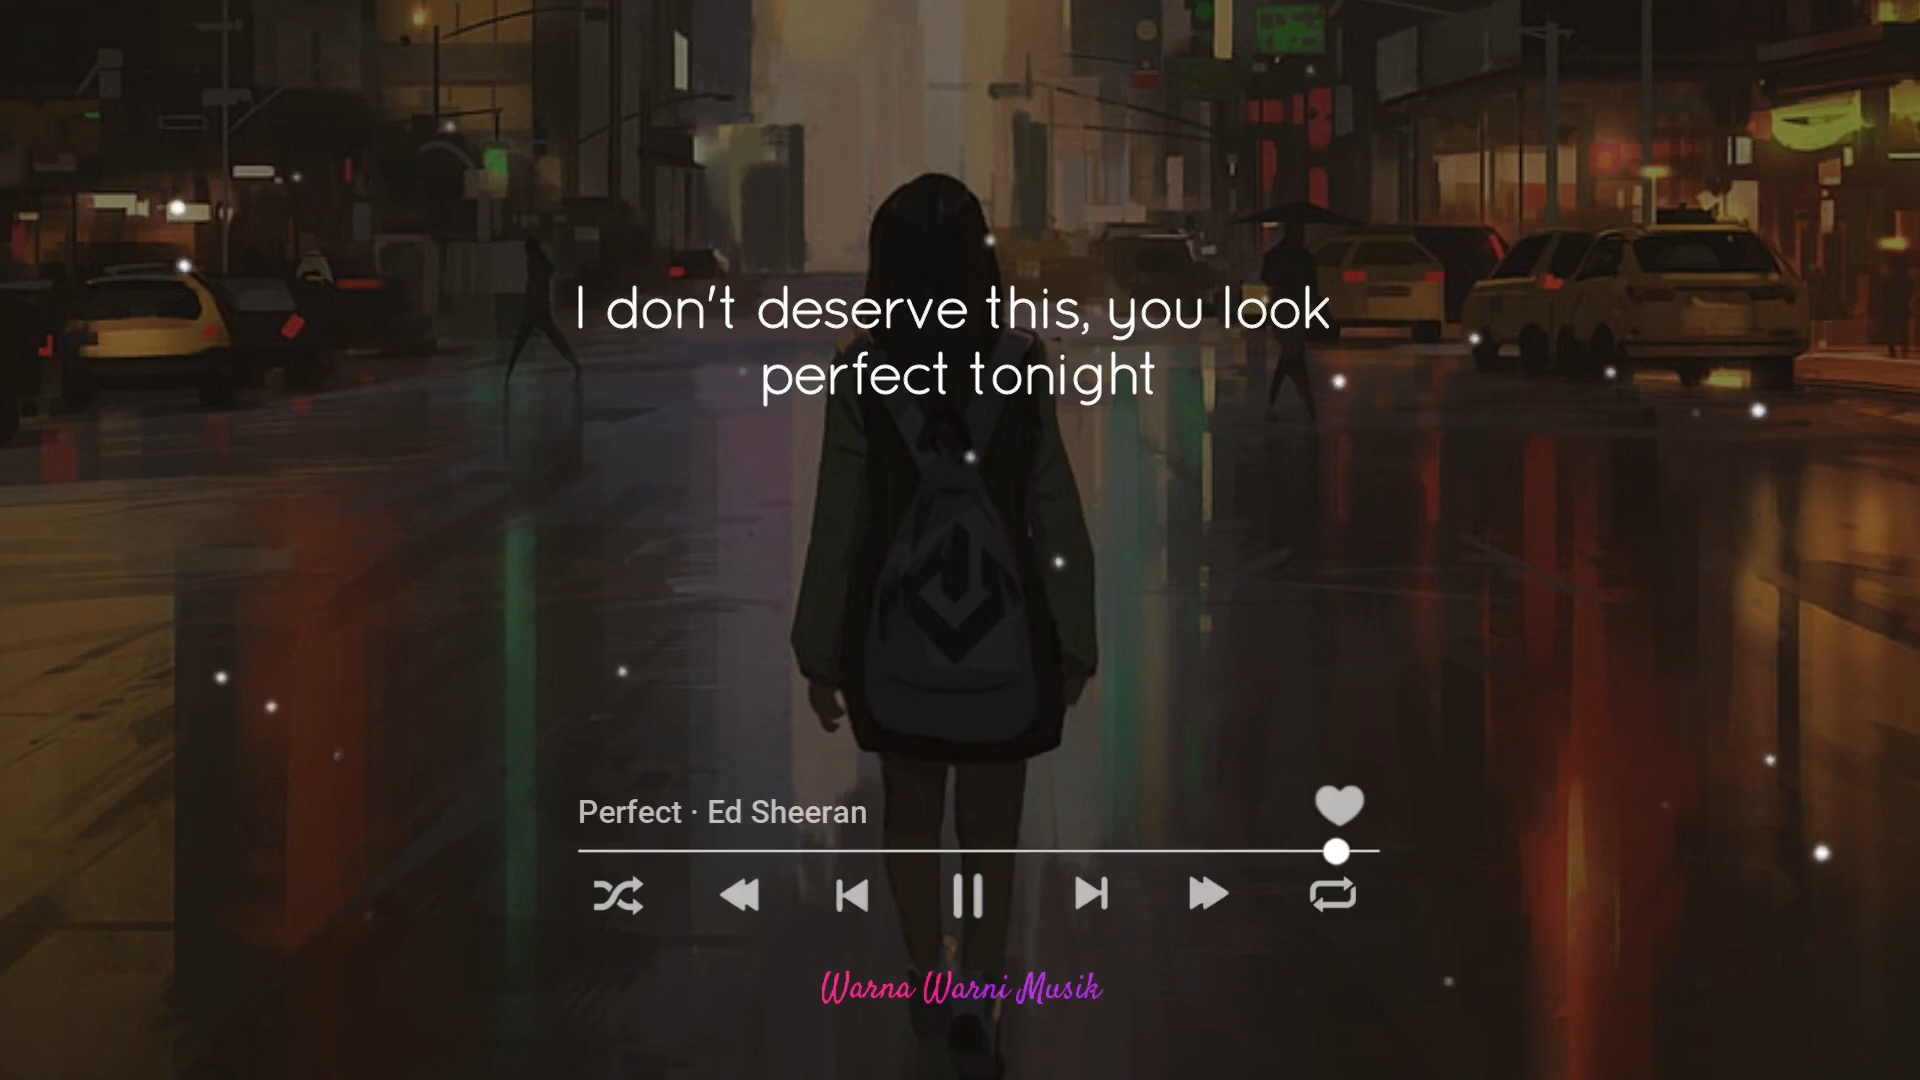 I don't deserve this, you look
perfect tonight
Perfect · Ed Sheeran
Warna Warni Musik